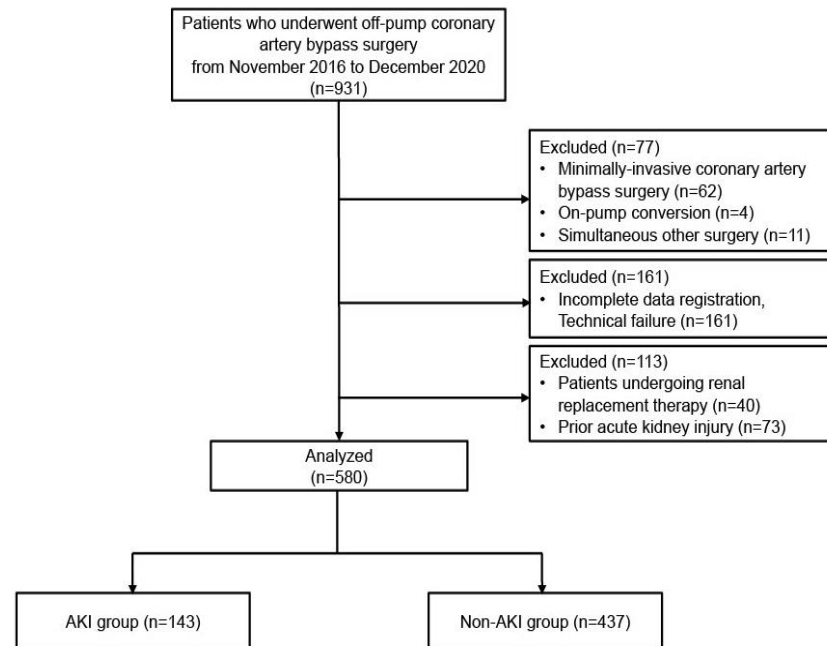 Patients who underwent off-pump coronary
artery bypass surgery
from November 2016 to December 2020
(n=931)
Excluded (n=77)
• Minimally-invasive coronary artery
bypass surgery (n=62)
• On-pump conversion (n=4)
• Simultaneous other surgery (n=11)
Excluded (n=161)
• Incomplete data registration,
Technical failure (n=161)
Excluded (n=113)
• Patients undergoing renal
replacement therapy (n=40)
• Prior acute kidney injury (n=73)
Analyzed
(n=580)
AKI group (n=143)
Non-AKI group (n=437)